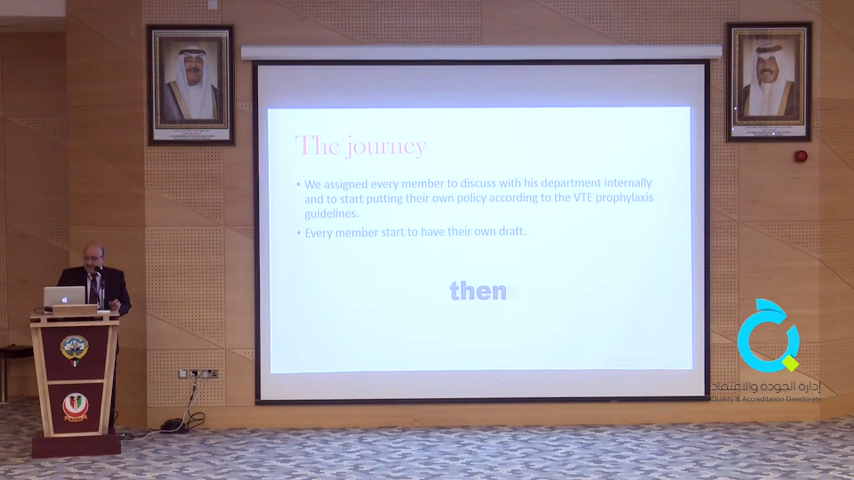 The journey
• We assigned every member to discuss with his department internally
and to start putting their own policy according to the VTE prophylaxis
guidelines.
• Every member start to have their own draft.
then
إدارة الجودة والاعتماد
Quality & Accreditation Directorate